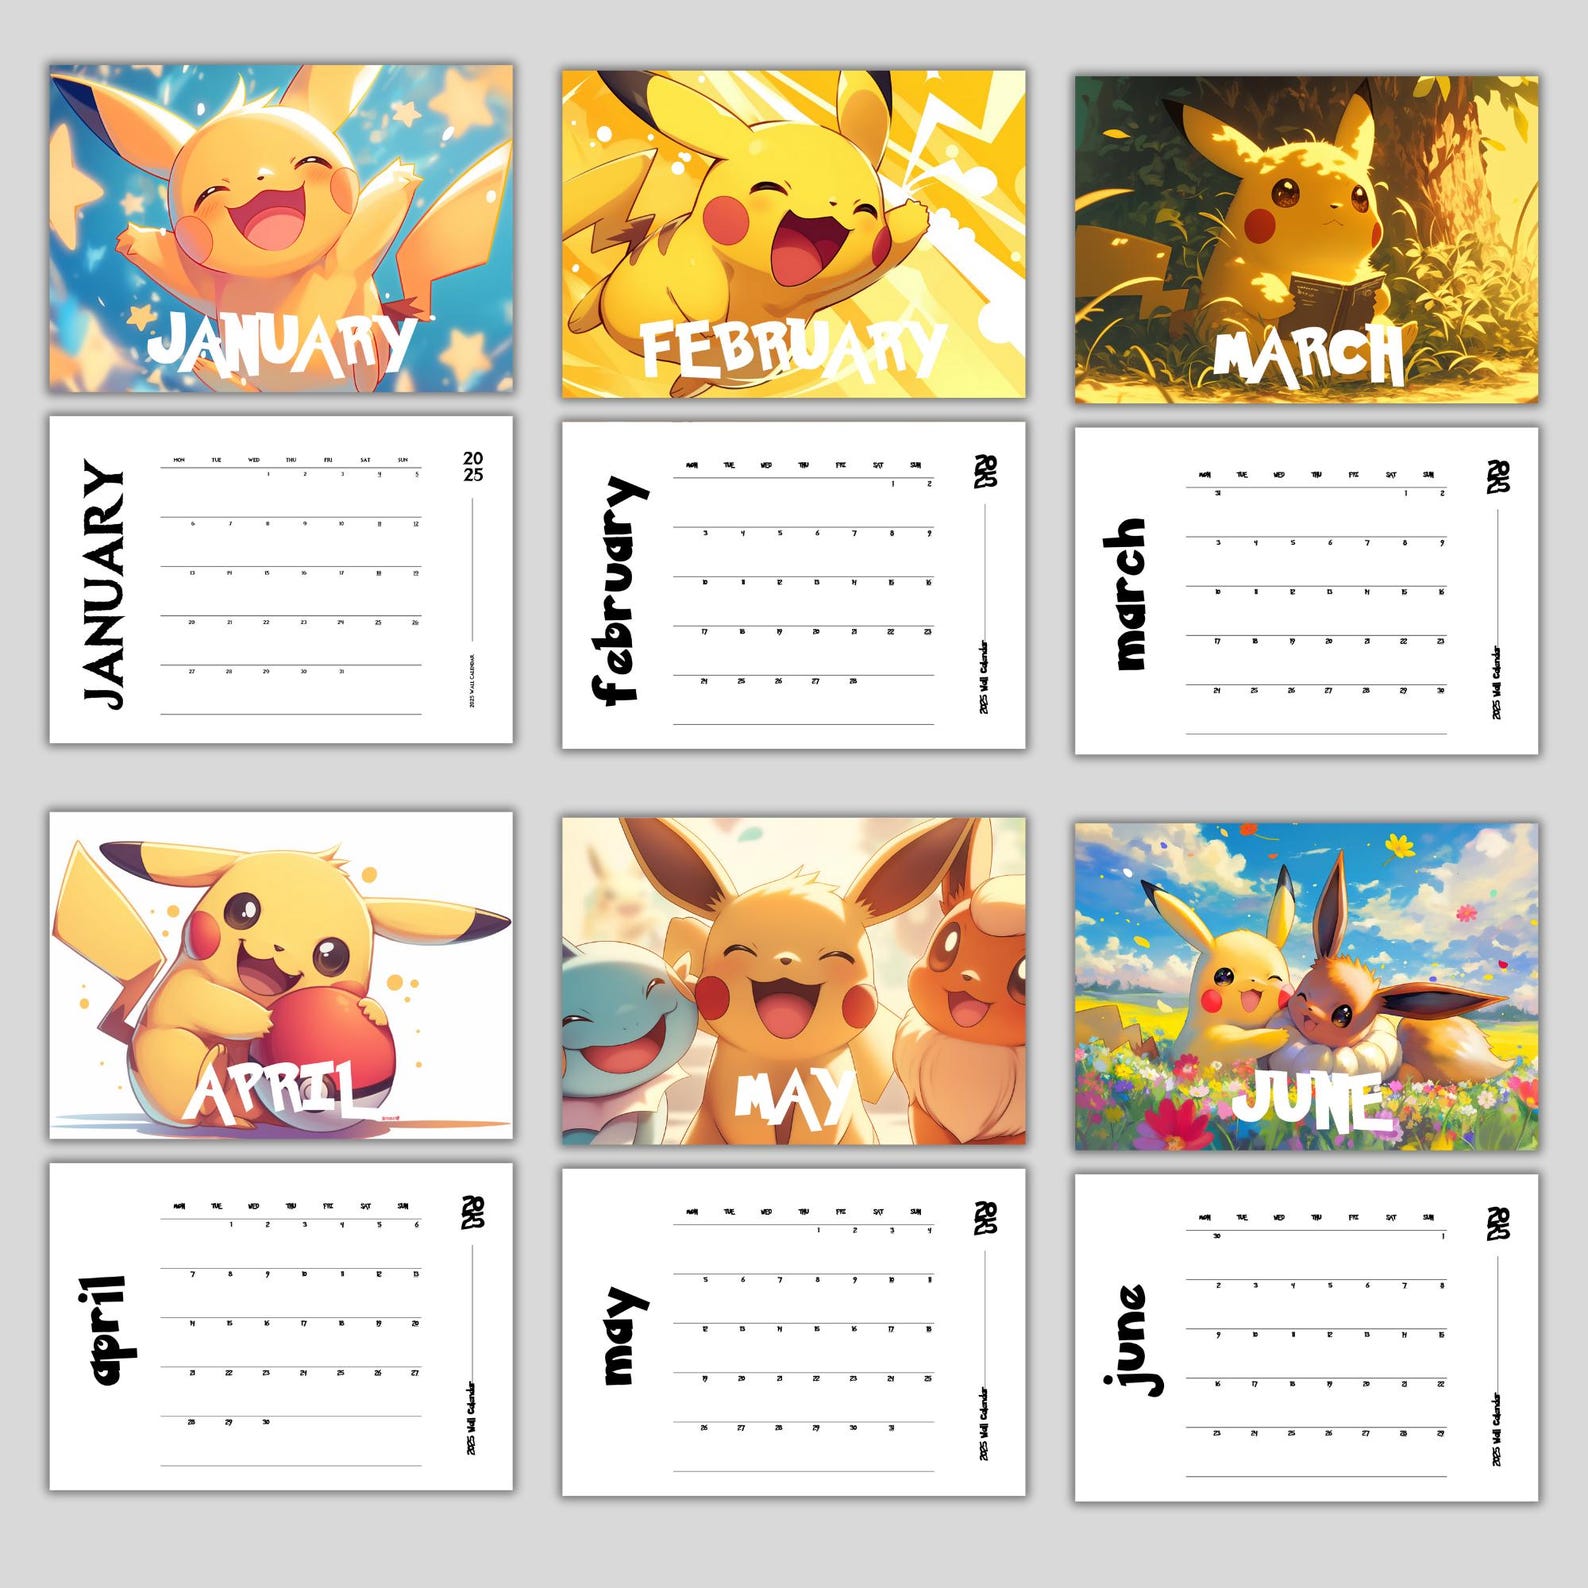 JANUARY
FEBRUARY
MARCH
JANUARY
MON TUE WED THU FRI SAT SUN
1 2 3 4 5
6 7 8 9 10 11 12
13 14 15 16 17 18 19
20 21 22 23 24 25 26
27 28 29 30 31
20
25
2025 WALL CALENDAR
february
MON TUE WED THU FRI SAT SUN
1 2
3 4 5 6 7 8 9
10 11 12 13 14 15 16
17 18 19 20 21 22 23
24 25 26 27 28
20
25
2025 Wall Calendar
march
MON TUE WED THU FRI SAT SUN
31 1 2
3 4 5 6 7 8 9
10 11 12 13 14 15 16
17 18 19 20 21 22 23
24 25 26 27 28 29 30
20
25
2025 Wall Calendar
APRIL
MAY
JUNE
april
MON TUE WED THU FRI SAT SUN
1 2 3 4 5 6
7 8 9 10 11 12 13
14 15 16 17 18 19 20
21 22 23 24 25 26 27
28 29 30
20
25
2025 Wall Calendar
may
MON TUE WED THU FRI SAT SUN
1 2 3 4
5 6 7 8 9 10 11
12 13 14 15 16 17 18
19 20 21 22 23 24 25
26 27 28 29 30 31
20
25
2025 Wall Calendar
june
MON TUE WED THU FRI SAT SUN
30 1
2 3 4 5 6 7 8
9 10 11 12 13 14 15
16 17 18 19 20 21 22
23 24 25 26 27 28 29
20
25
2025 Wall Calendar